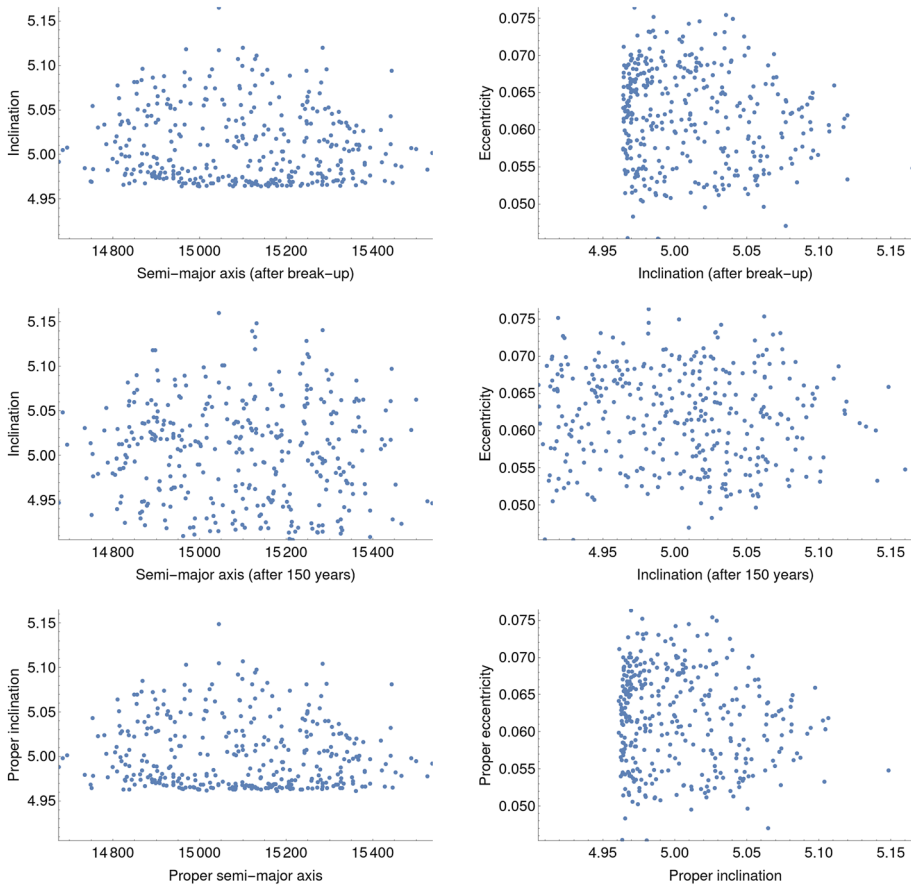 5.15
5.10
5.05
5.00
4.95
Inclination
14 800 15 000 15 200 15 400
Semi−major axis (after break−up)
0.075
0.070
0.065
0.060
0.055
0.050
Eccentricity
4.95 5.00 5.05 5.10 5.15
Inclination (after break−up)
5.15
5.10
5.05
5.00
4.95
Inclination
14 800 15 000 15 200 15 400
Semi−major axis (after 150 years)
0.075
0.070
0.065
0.060
0.055
0.050
Eccentricity
4.95 5.00 5.05 5.10 5.15
Inclination (after 150 years)
5.15
5.10
5.05
5.00
4.95
Proper inclination
14 800 15 000 15 200 15 400
Proper semi−major axis
0.075
0.070
0.065
0.060
0.055
0.050
Proper eccentricity
4.95 5.00 5.05 5.10 5.15
Proper inclination